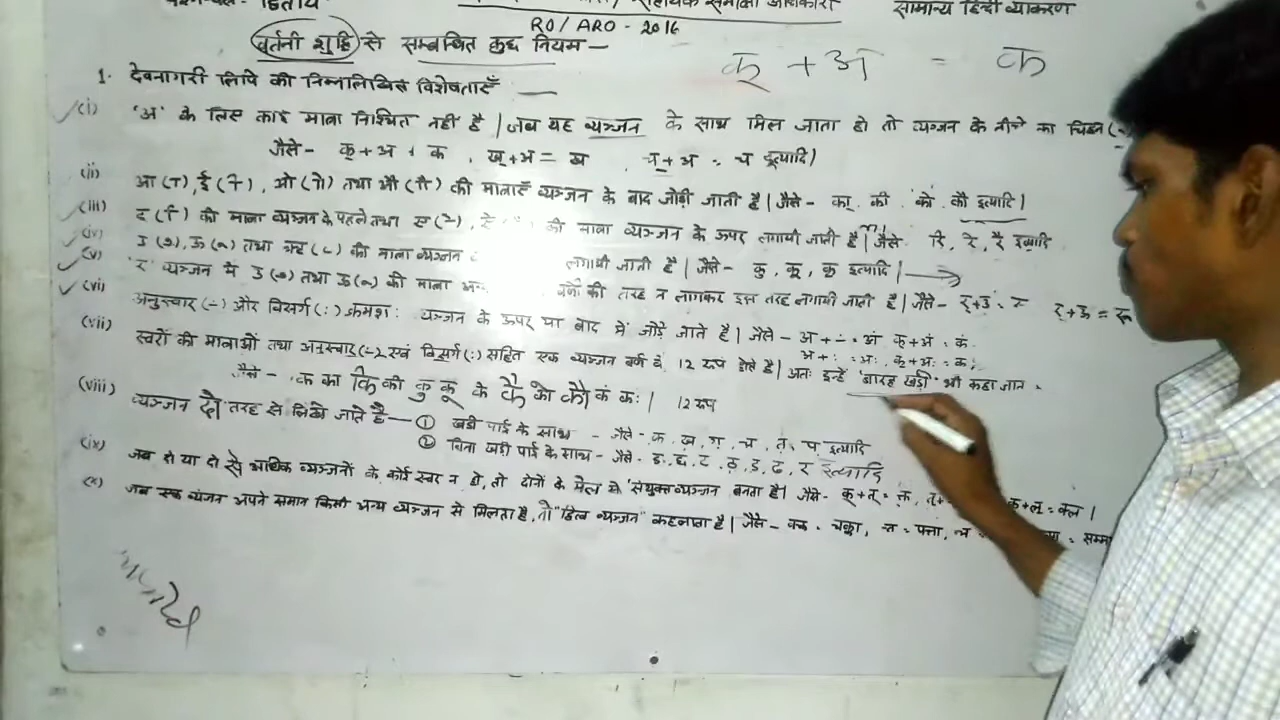 द्वितीय समीक्षा अधिकारी सामान्य हिन्दी व्याकरण
RO/ARO - 2016
वर्तनी शुद्धि से सम्बन्धित कुछ नियम –
क् + अ = क
1. देवनागरी लिपि की निम्नलिखित विशेषताएँ —
(i) 'अ' के लिए कोई मात्रा निश्चित नहीं है | जब यह व्यञ्जन के साथ मिल जाता हो तो व्यञ्जन के नीचे का चिह्न
जैसे- क्+अ + क , ख्+अ = ख च्+अ = च इत्यादि|
(ii) आ (ा), ई (ी), ओ (ो) तथा औ (ौ) की मात्राएँ व्यञ्जन के बाद जोड़ी जाती है | जैसे- का, की, को, कौ इत्यादि|
(iii) इ (ि) की मात्रा व्यञ्जन के पहले तथा ए (े), ऐ की मात्रा व्यञ्जन के ऊपर लगायी जाती है | जैसे- रि, रे, रै इत्यादि
(iv) उ (ु), ऊ (ू) तथा ऋ (ृ) की मात्रा व्यञ्जन लगायी जाती है | जैसे- कु, कू, कृ इत्यादि|
(v) 'र' व्यञ्जन में उ (ु) तथा ऊ (ू) की मात्रा अन्य की तरह न लगाकर इस तरह लगायी जाती है | जैसे- र्+उ = र्+ऊ = रू
(vi) अनुस्वार (ं) और विसर्ग (:) क्रमश: व्यञ्जन के ऊपर या बाद में जोड़े जाते है | जैसे - अ + ं = अं क्+अं = कं
अ+: = अ: क्+अ: = क:
(vii) स्वरों की मात्राओं तथा अनुस्वार (ं) एवं विसर्ग (:) सहित एक व्यञ्जन वर्ण के 12 रूप होते है | अत: इन्हें 'बारह खड़ी' भी कहा जाता
जैसे - क का कि की कु कू के कै को कौ कं क: | 12 रूप
(viii) व्यञ्जन दो तरह से लिखे जाते है— ① खड़ी पाई के साथ - जैसे - क, ख, ग, च, त, प इत्यादि
② बिना खड़ी पाई के साथ - जैसे- ङ, छ, ट, ठ, ड, ढ, र इत्यादि
(ix) जब दो या दो से अधिक व्यञ्जनों के कोई स्वर न हो, तो दोनों के मेल से 'संयुक्त व्यञ्जन' बनता है | जैसे- क्+त् = क्त, क्+ल् = क्ल |
(x) जब एक व्यंजन अपने समान किसी अन्य व्यञ्जन से मिलता है, तो "द्वित्व व्यञ्जन" कहलाता है | जैसे- क्क = चक्का, त्त = पत्ता,